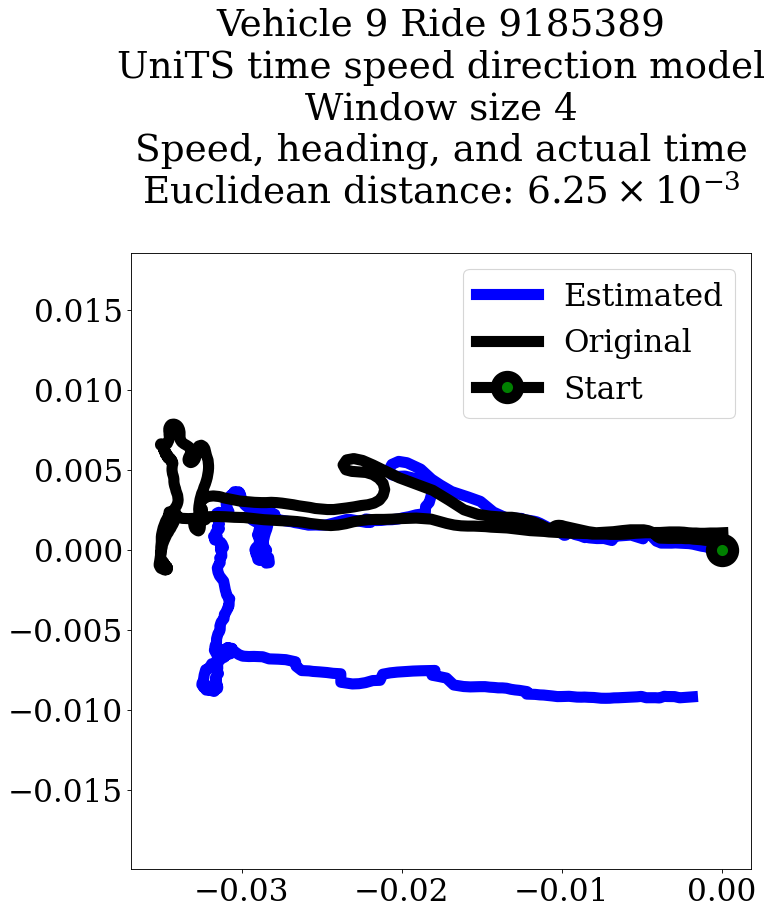 Vehicle 9 Ride 9185389
UniTS time speed direction model
Window size 4
Speed, heading, and actual time
Euclidean distance: 6.25 × 10⁻³
Estimated
Original
Start
0.015
0.010
0.005
0.000
−0.005
−0.010
−0.015
−0.03 −0.02 −0.01 0.00